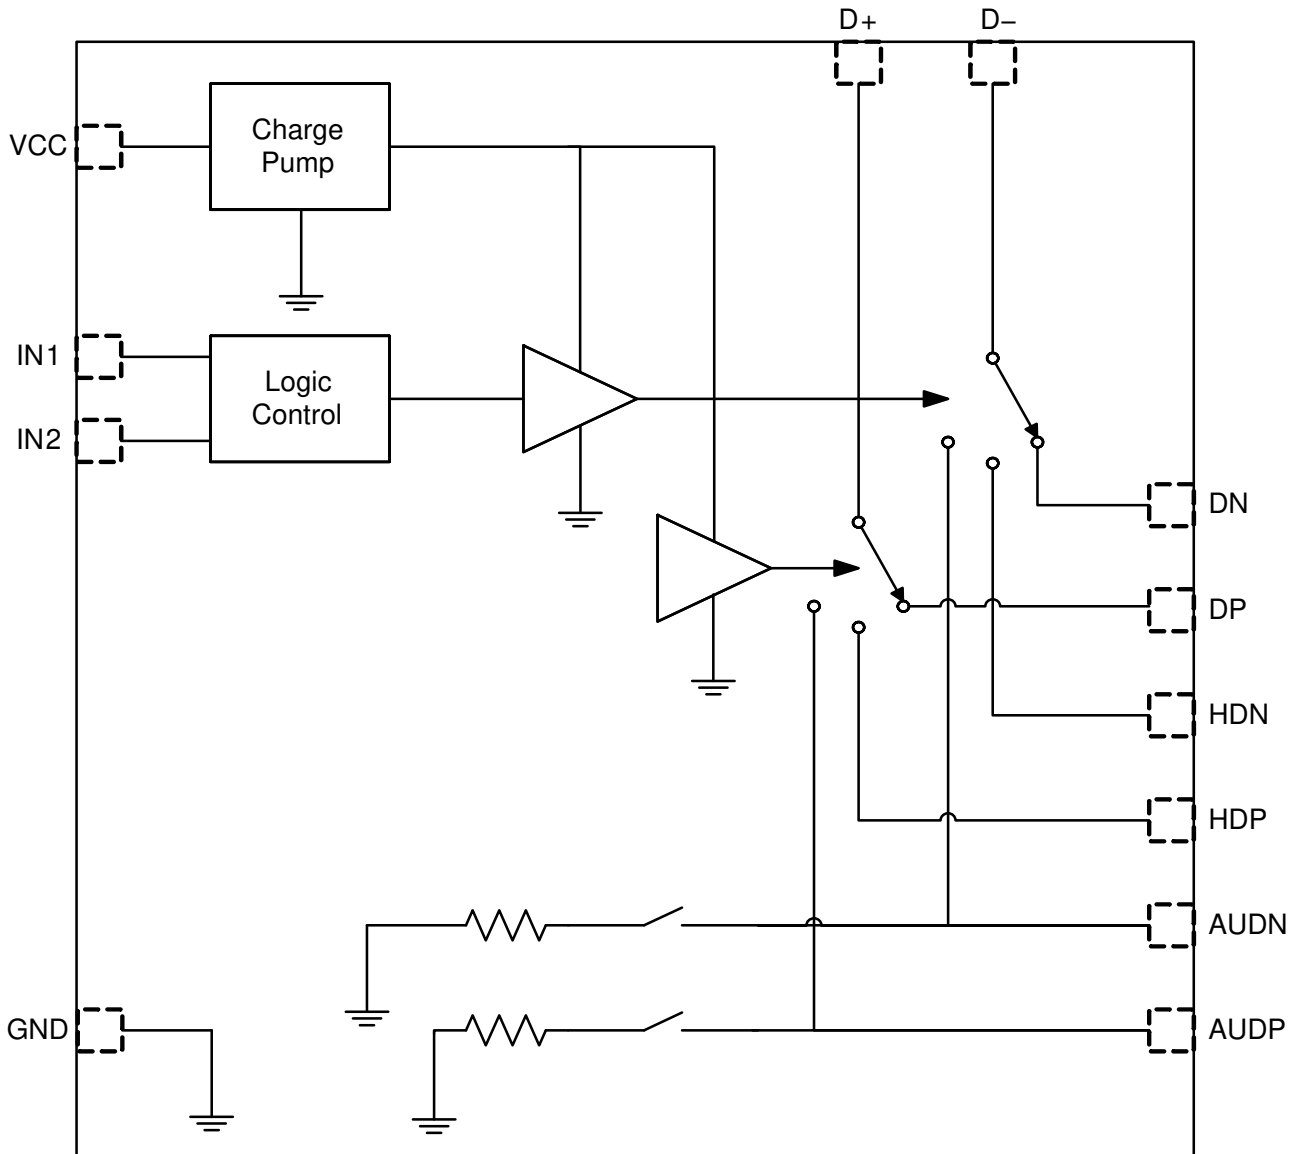 D+
D−
VCC
Charge
Pump
IN1
IN2
Logic
Control
DN
DP
HDN
HDP
AUDN
AUDP
GND